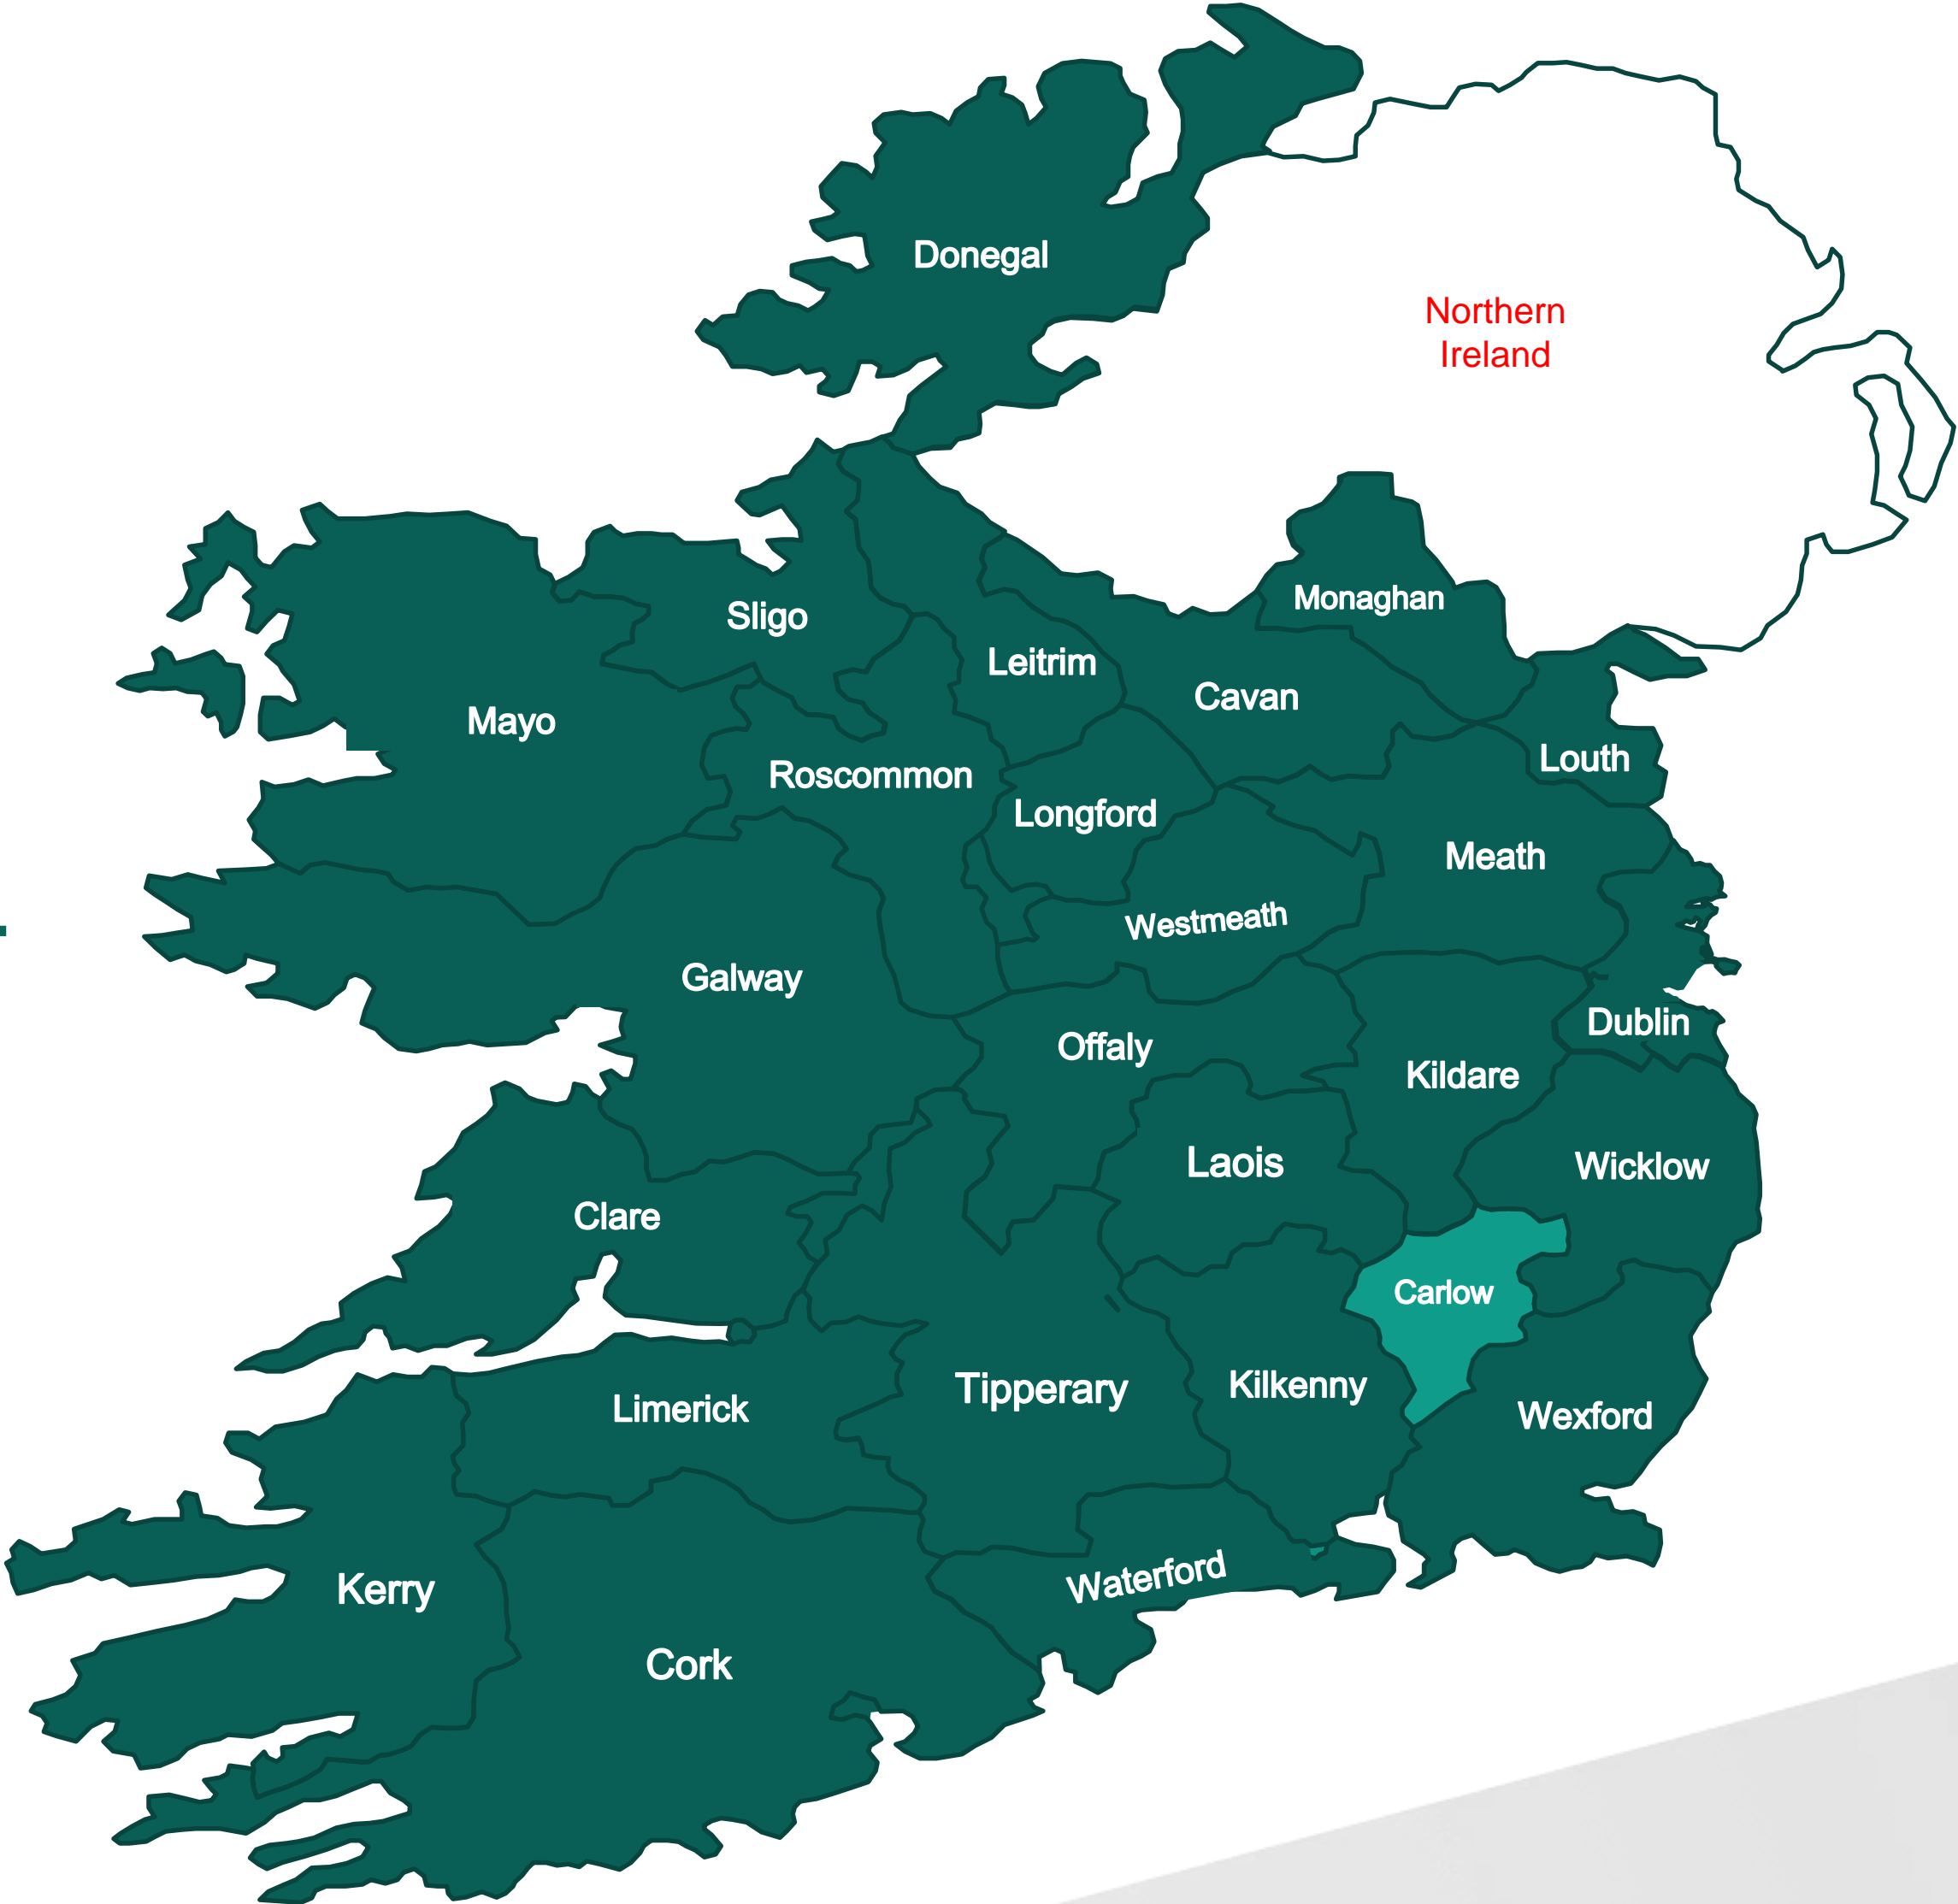 Donegal
Northern
Ireland
Monaghan
Sligo
Leitrim
Cavan
Mayo
Louth
Roscommon
Longford
Meath
Westmeath
Galway
Dublin
Offaly
Kildare
Laois
Wicklow
Clare
Carlow
Tipperary
Kilkenny
Limerick
Wexford
Waterford
Kerry
Cork